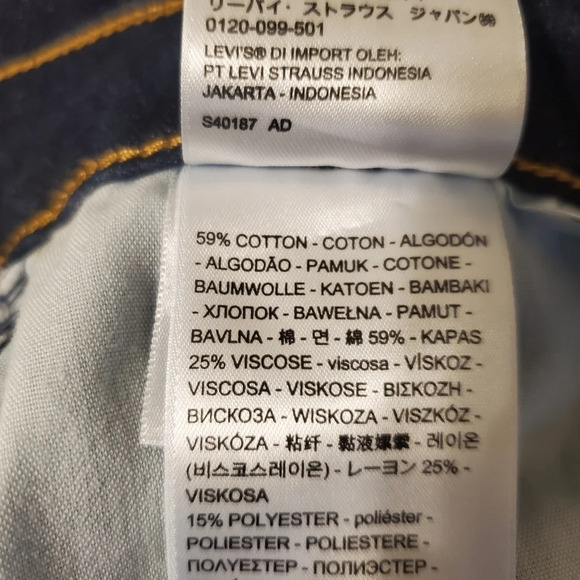 リーバイ・ストラウス ジャパン㈱
0120-099-501
LEVI'S® DI IMPORT OLEH:
PT LEVI STRAUSS INDONESIA
JAKARTA - INDONESIA
S40187 AD
59% COTTON - COTON - ALGODÓN
- ALGODÃO - PAMUK - COTONE -
BAUMWOLLE - KATOEN - BAMBAKI
- ХЛОПОК - BAWEŁNA - PAMUT -
BAVLNA - 棉 - 면 - 綿 59% - KAPAS
25% VISCOSE - viscosa - VİSKOZ -
VISCOSA - VISKOSE - ΒΙΣΚΟΖΗ -
ВИСКОЗА - WISKOZA - VISZKÓZ -
VISKÓZA - 粘纤 - 黏液嫘縈 - 레이온
(비스코스레이온) - レーヨン 25% -
VISKOSA
15% POLYESTER - poliéster -
POLIESTER - POLIESTERE -
ΠΟΛΥΕΣΤΕΡ - ПОЛИЭСТЕР -